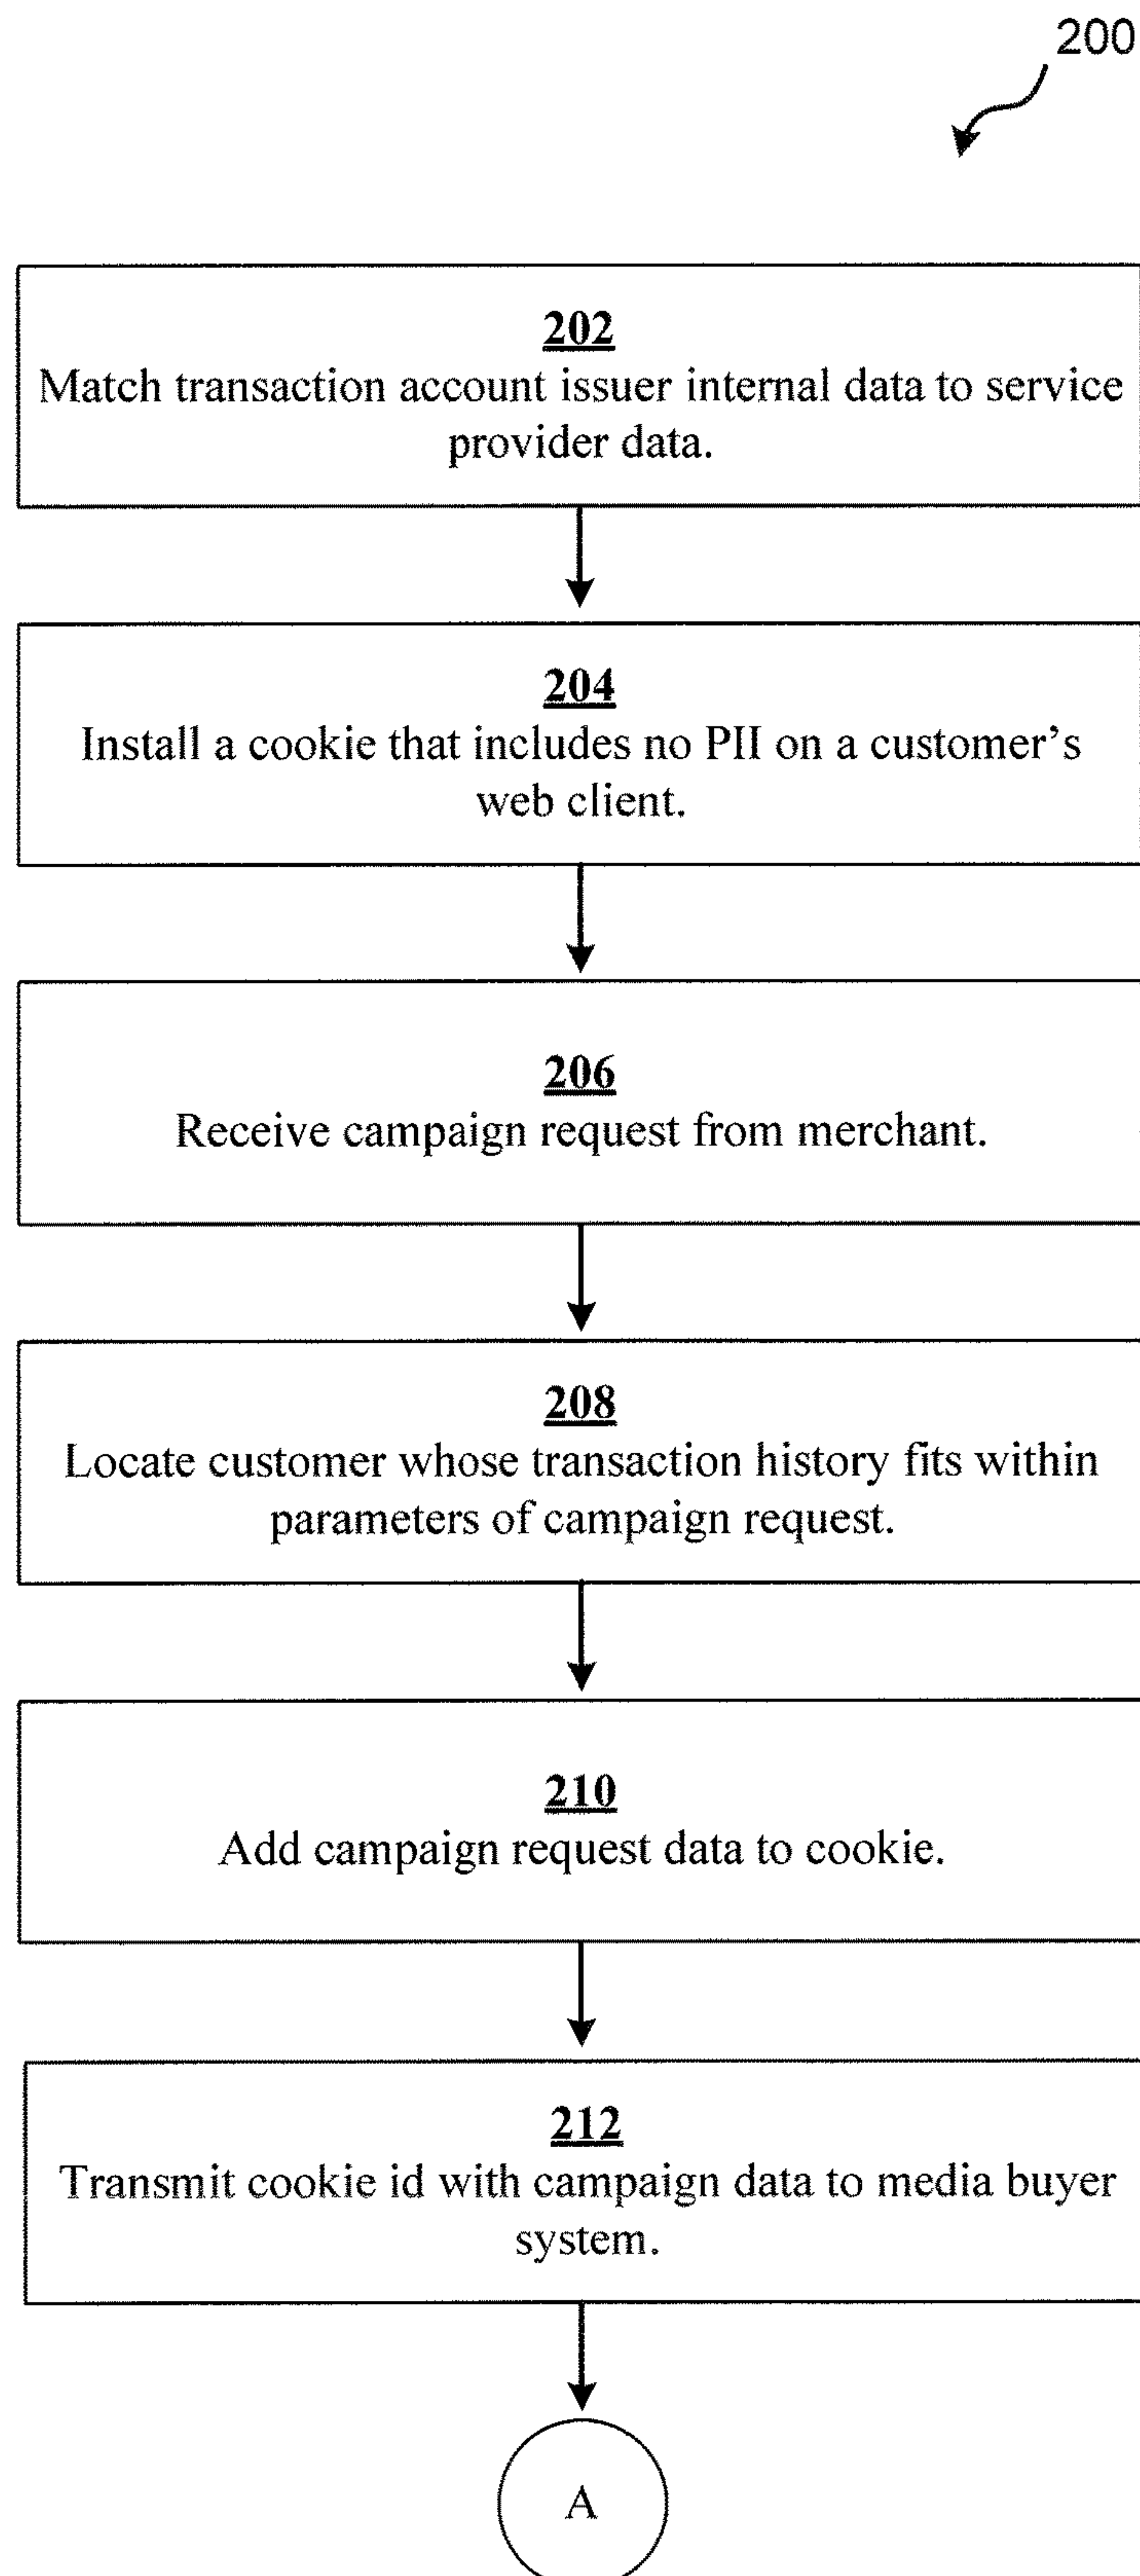 200
202
Match transaction account issuer internal data to service
provider data.
204
Install a cookie that includes no PII on a customer’s
web client.
206
Receive campaign request from merchant.
208
Locate customer whose transaction history fits within
parameters of campaign request.
210
Add campaign request data to cookie.
212
Transmit cookie id with campaign data to media buyer
system.
A